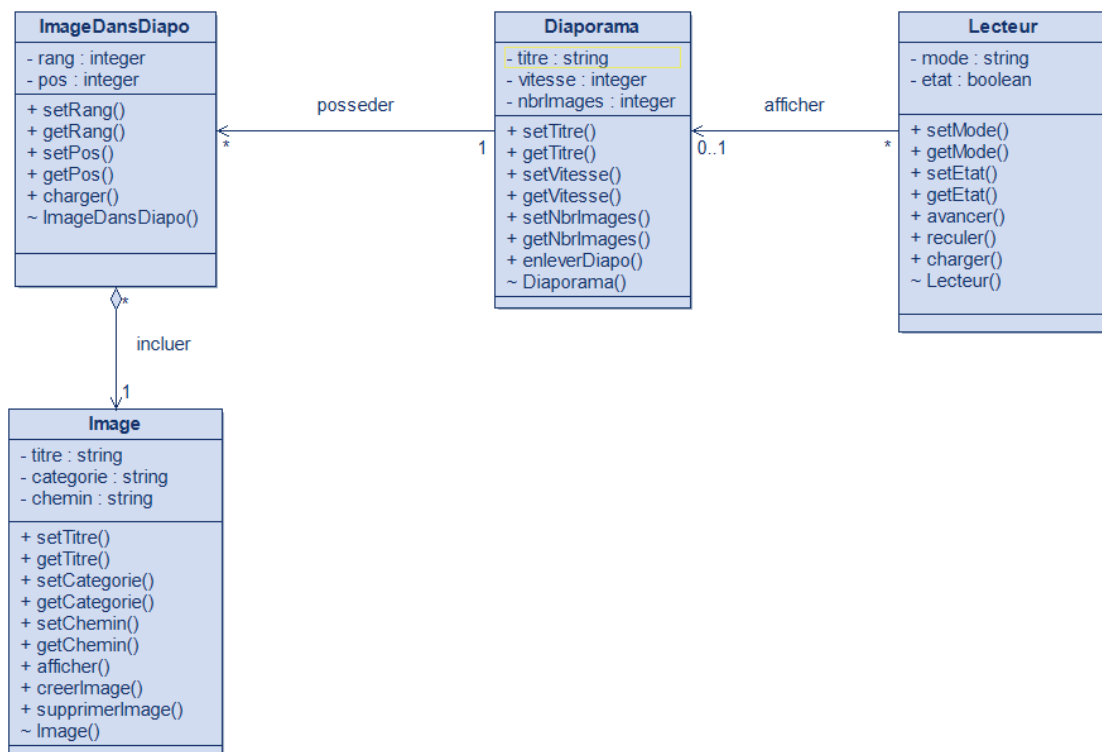 ImageDansDiapo
- rang : integer
- pos : integer
+ setRang()
+ getRang()
+ setPos()
+ getPos()
+ charger()
~ ImageDansDiapo()
posseder
*
1
Diaporama
- titre : string
- vitesse : integer
- nbrImages : integer
+ setTitre()
+ getTitre()
+ setVitesse()
+ getVitesse()
+ setNbrImages()
+ getNbrImages()
+ enleverDiapo()
~ Diaporama()
afficher
0..1
*
Lecteur
- mode : string
- etat : boolean
+ setMode()
+ getMode()
+ setEtat()
+ getEtat()
+ avancer()
+ reculer()
+ charger()
~ Lecteur()
*
incluer
1
Image
- titre : string
- categorie : string
- chemin : string
+ setTitre()
+ getTitre()
+ setCategorie()
+ getCategorie()
+ setChemin()
+ getChemin()
+ afficher()
+ creerImage()
+ supprimerImage()
~ Image()